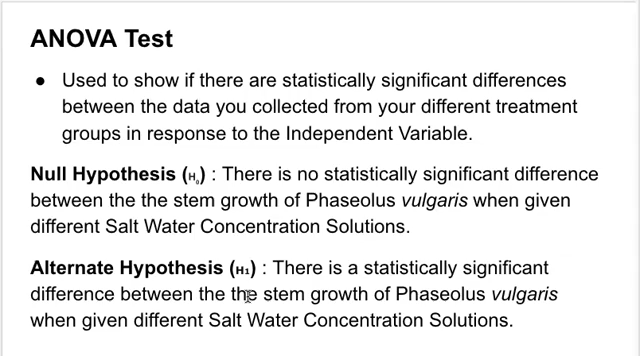 ANOVA Test
● Used to show if there are statistically significant differences
between the data you collected from your different treatment
groups in response to the Independent Variable.
Null Hypothesis (H₀) : There is no statistically significant difference
between the the stem growth of Phaseolus vulgaris when given
different Salt Water Concentration Solutions.
Alternate Hypothesis (H₁) : There is a statistically significant
difference between the the stem growth of Phaseolus vulgaris
when given different Salt Water Concentration Solutions.